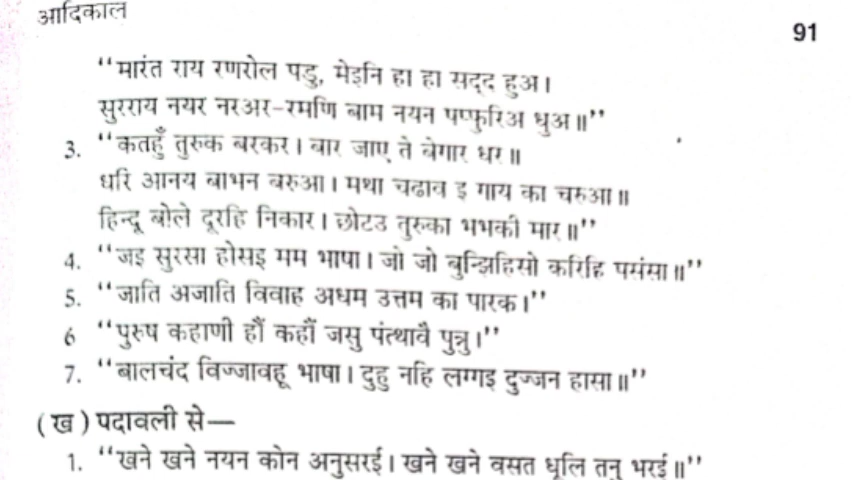 आदिकाल
91
“मारंत राय रणरोल पडु, मेइनि हा हा सद्द हुअ।
सुरराय नयर नरअर-रमणि बाम नयन पप्फुरिअ धुअ॥”
3. “कतहुँ तुरुक बरकर। बार जाए ते बेगार धर॥
धरि आनय बाभन बरुआ। मथा चढाव इ गाय का चरुआ॥
हिन्दू बोले दूरहि निकार। छोटउ तुरुका भभकी मार॥”
4. “जइ सुरसा होसइ मम भाषा। जो जो बुन्झिहिसो करिहि पसंसा॥”
5. “जाति अजाति विवाह अधम उत्तम का पारक।”
6 “पुरुष कहाणी हौं कहौं जसु पंत्थावै पुन्नु।”
7. “बालचंद विज्जावहू भाषा। दुहु नहि लग्गइ दुज्जन हासा॥”
(ख) पदावली से—
1. “खने खने नयन कोन अनुसरई। खने खने वसत धूलि तनु भरई॥”